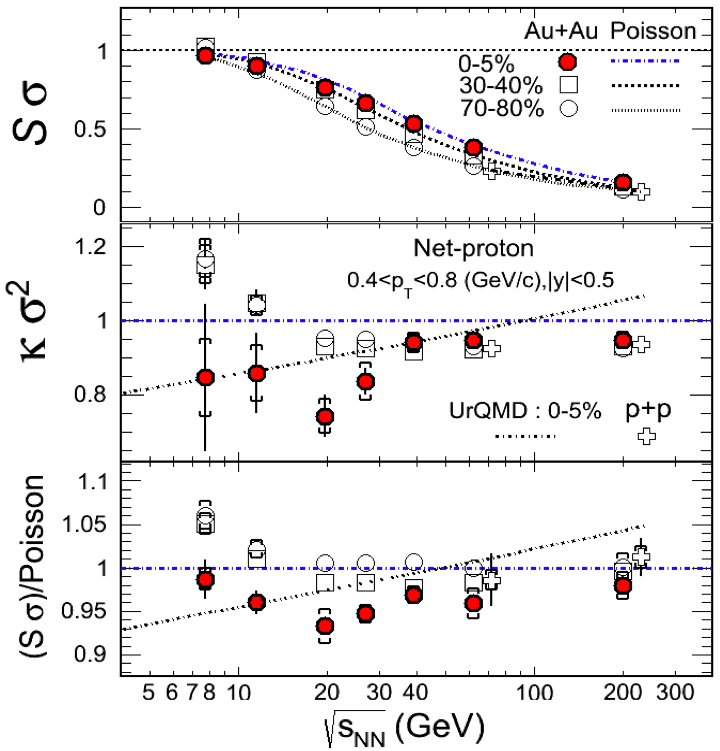 Au+Au Poisson
0-5%
30-40%
70-80%
S σ
1
0.5
0
Net-proton
0.4<p_T<0.8 (GeV/c),|y|<0.5
κ σ²
1.2
1
0.8
UrQMD : 0-5% p+p
(S σ)/Poisson
1.1
1.05
1
0.95
0.9
5 6 7 8 10 20 30 40 100 200 300
√s_NN (GeV)